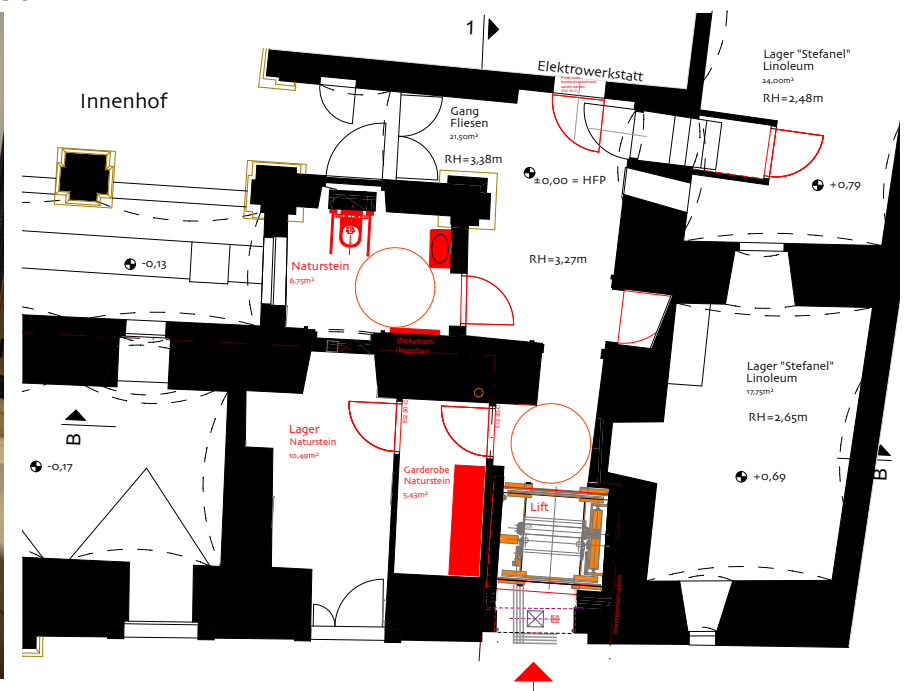 1
Elektrowerkstatt
Lager "Stefanel"
Linoleum
24,00m²
RH=2,48m
Innenhof
Gang
Fliesen
21,50m²
RH=3,38m
±0,00 = HFP
+0,79
-0,13
Naturstein
6,75m²
RH=3,27m
Wickeltisch
(klappbar)
Lager "Stefanel"
Linoleum
17,75m²
RH=2,65m
B
-0,17
Lager
Naturstein
10,49m²
Garderobe
Naturstein
5,43m²
+0,69
B
Lift